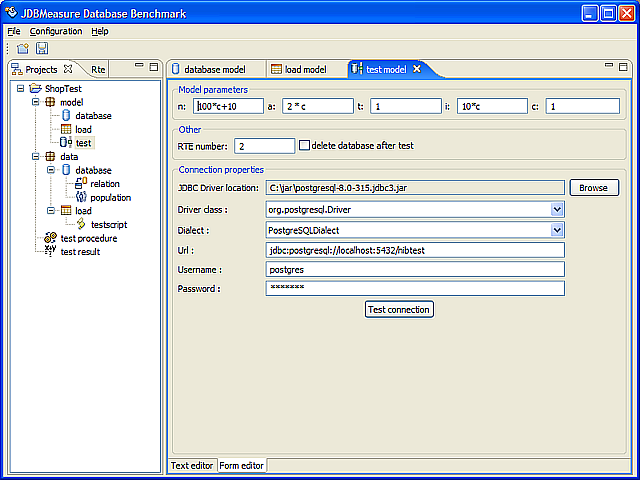 JDBMeasure Database Benchmark
File Configuration Help
Projects Rte
ShopTest
model
database
load
test
data
database
relation
population
load
testscript
test procedure
test result
database model load model test model
Model parameters
n: 100*c+10 a: 2 * c t: 1 i: 10*c c: 1
Other
RTE number: 2 delete database after test
Connection properties
JDBC Driver location: C:\jar\postgresql-8.0-315.jdbc3.jar Browse
Driver class : org.postgresql.Driver
Dialect : PostgreSQLDialect
Url : jdbc:postgresql://localhost:5432/nibtest
Username : postgres
Password : *******
Test connection
Text editor Form editor